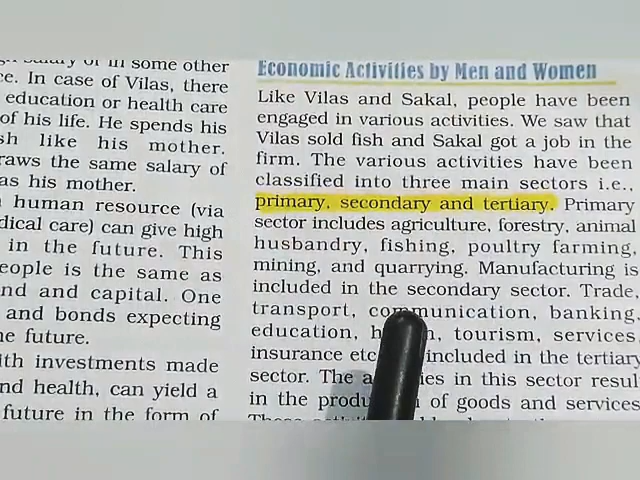 salary or in some other
ce. In case of Vilas, there
education or health care
of his life. He spends his
sh like his mother.
raws the same salary of
as his mother.
human resource (via
dical care) can give high
in the future. This
eople is the same as
nd and capital. One
and bonds expecting
he future.
ith investments made
nd health, can yield a
future in the form of
Economic Activities by Men and Women
Like Vilas and Sakal, people have been
engaged in various activities. We saw that
Vilas sold fish and Sakal got a job in the
firm. The various activities have been
classified into three main sectors i.e.,
primary, secondary and tertiary. Primary
sector includes agriculture, forestry, animal
husbandry, fishing, poultry farming,
mining, and quarrying. Manufacturing is
included in the secondary sector. Trade,
transport, communication, banking,
education, h n, tourism, services,
insurance etc included in the tertiary
sector. The a ies in this sector resul
in the produ of goods and services